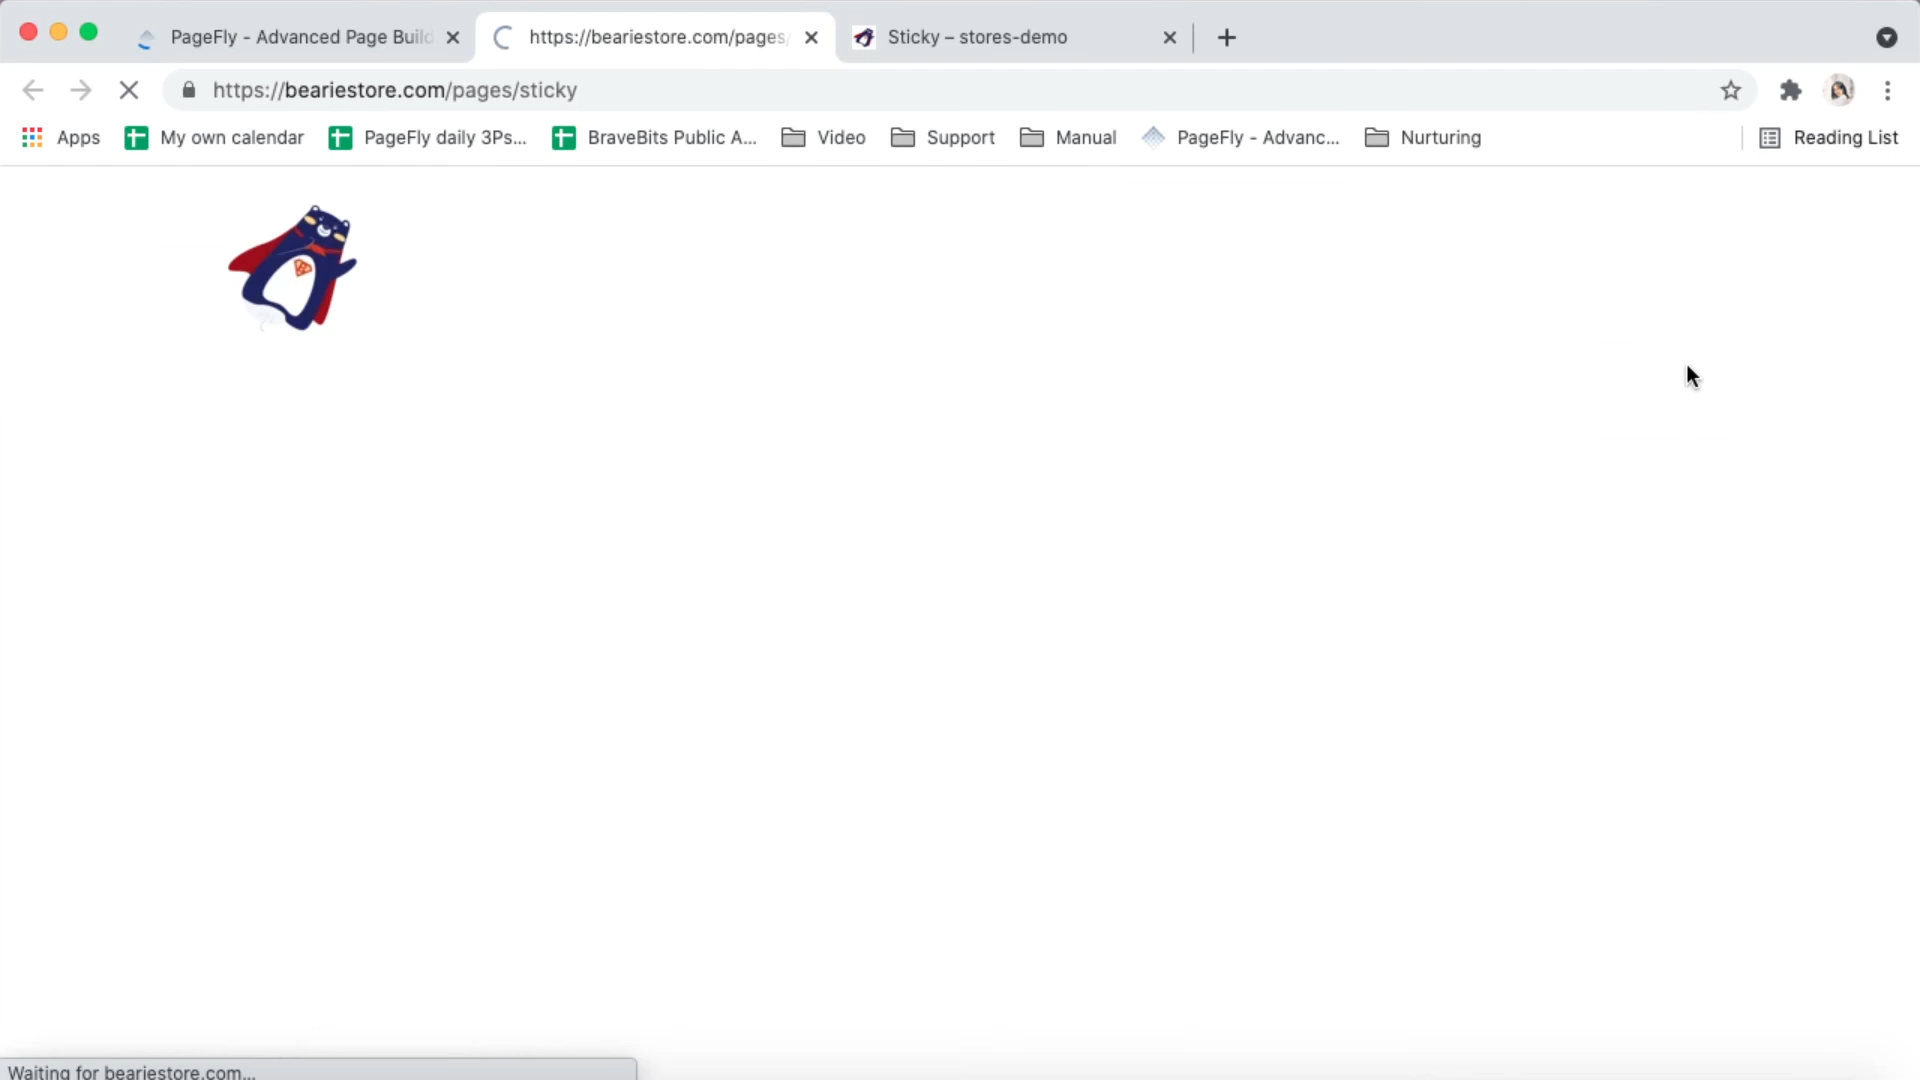 PageFly - Advanced Page Build
https://beariestore.com/pages/
Sticky – stores-demo
https://beariestore.com/pages/sticky
Apps
My own calendar
PageFly daily 3Ps...
BraveBits Public A...
Video
Support
Manual
PageFly - Advanc...
Nurturing
Reading List
Waiting for beariestore.com...